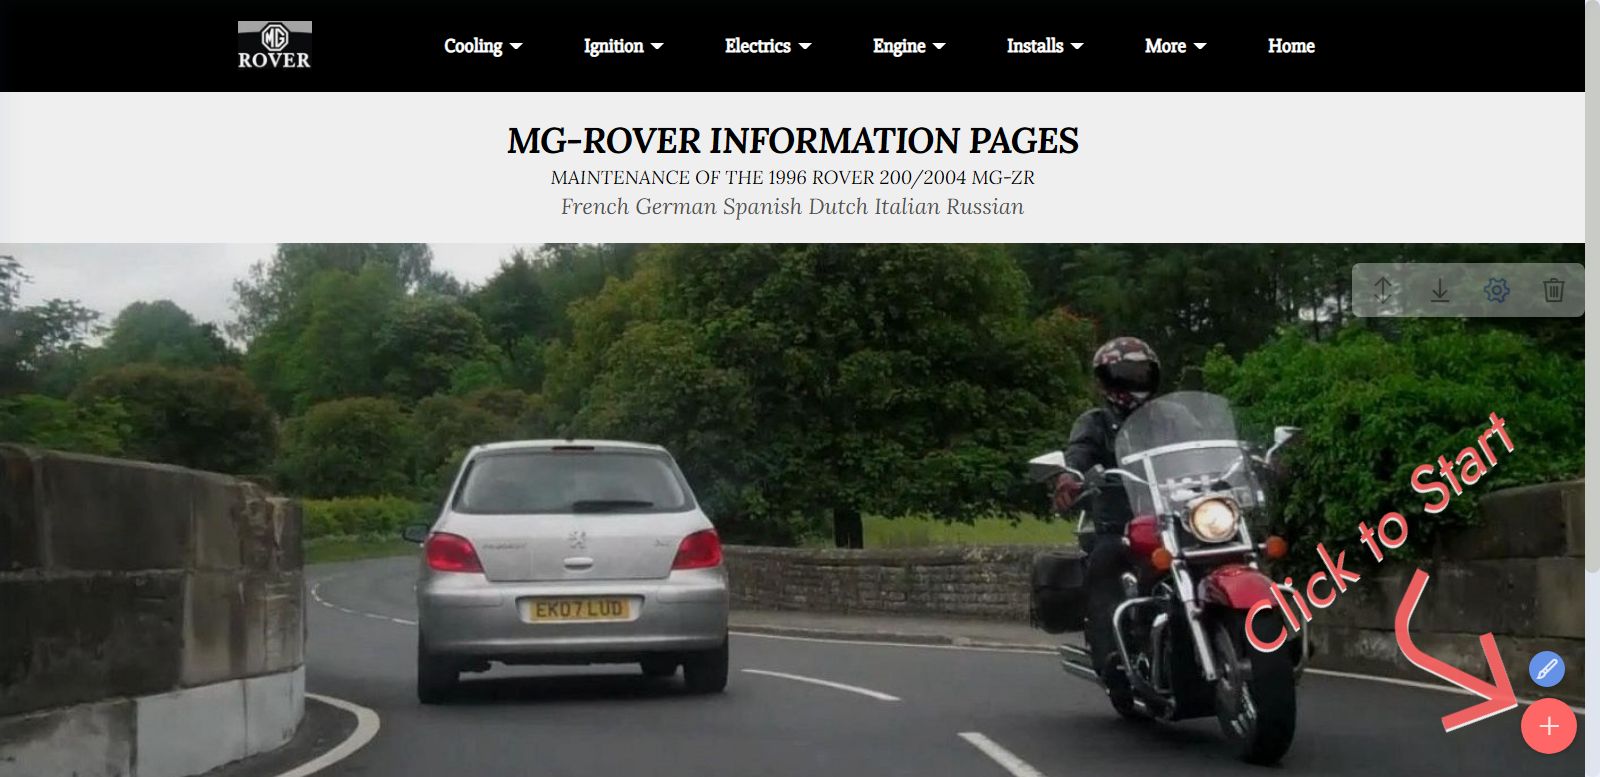 MG
ROVER
Cooling
Ignition
Electrics
Engine
Installs
More
Home
MG-ROVER INFORMATION PAGES
MAINTENANCE OF THE 1996 ROVER 200/2004 MG-ZR
French German Spanish Dutch Italian Russian
Click to Start
PEUGEOT
EK07 LUD